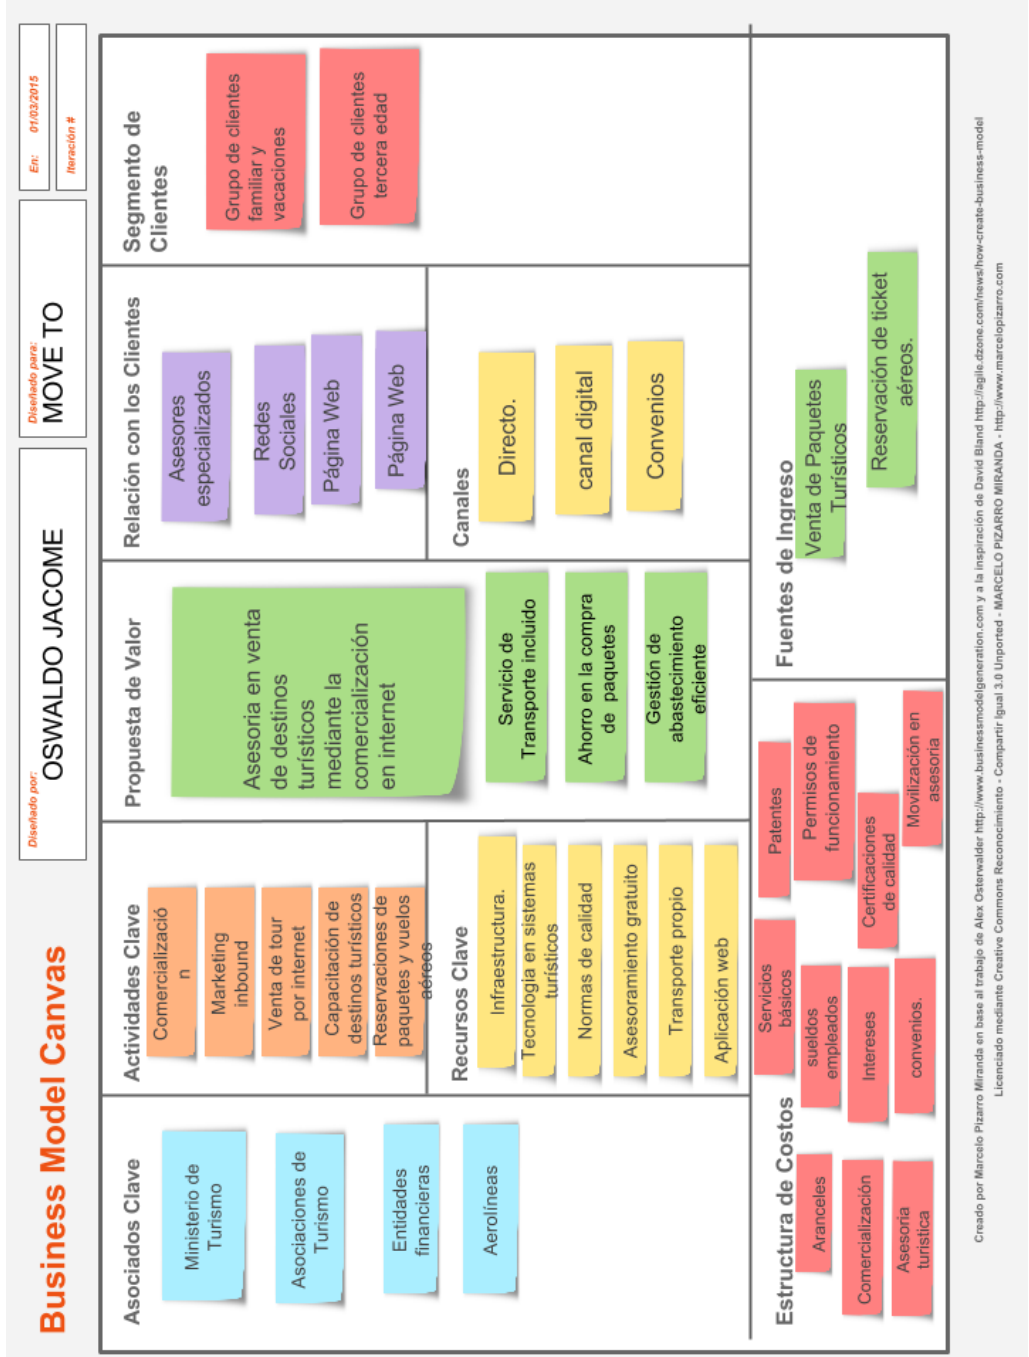 Business Model Canvas
Diseñado por:
OSWALDO JACOME
Diseñado para:
MOVE TO
En: 01/03/2015
Iteración #
Asociados Clave
Ministerio de
Turismo
Asociaciones de
Turismo
Entidades
financieras
Aerolíneas
Actividades Clave
Comercializació
n
Marketing
inbound
Venta de tour
por internet
Capacitación de
destinos turísticos
Reservaciones de
paquetes y vuelos
aéreos
Recursos Clave
Infraestructura.
Tecnologia en sistemas
turísticos
Normas de calidad
Asesoramiento gratuito
Transporte propio
Aplicación web
Propuesta de Valor
Asesoria en venta
de destinos
turísticos
mediante la
comercialización
en internet
Servicio de
Transporte incluido
Ahorro en la compra
de paquetes
Gestión de
abastecimiento
eficiente
Relación con los Clientes
Asesores
especializados
Redes
Sociales
Página Web
Página Web
Canales
Directo.
canal digital
Convenios
Segmento de
Clientes
Grupo de clientes
familiar y
vacaciones
Grupo de clientes
tercera edad
Estructura de Costos
Aranceles
Comercialización
Asesoria
turistica
Servicios
básicos
sueldos
empleados
Intereses
convenios.
Patentes
Permisos de
funcionamiento
Certificaciones
de calidad
Movilización en
asesoria
Fuentes de Ingreso
Venta de Paquetes
Turísticos
Reservación de ticket
aéreos.
Creado por Marcelo Pizarro Miranda en base al trabajo de Alex Osterwalder http://www.businessmodelgeneration.com y a la inspiración de David Bland http://agile.dzone.com/news/how-create-business-model
Licenciado mediante Creative Commons Reconocimiento - Compartir Igual 3.0 Unported - MARCELO PIZARRO MIRANDA - http://www.marcelopizarro.com